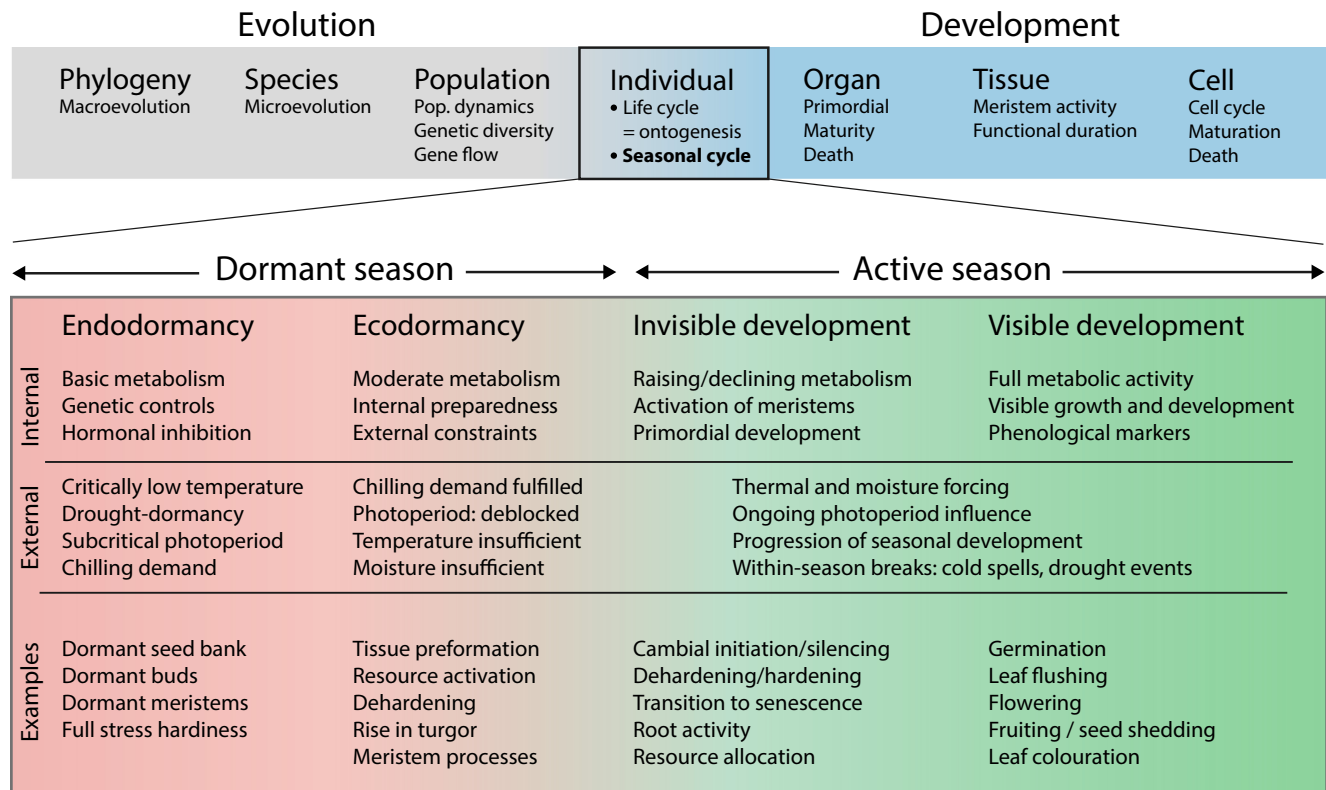 Evolution
Development
Phylogeny
Macroevolution
Species
Microevolution
Population
Pop. dynamics
Genetic diversity
Gene flow
Individual
• Life cycle
= ontogenesis
• Seasonal cycle
Organ
Primordial
Maturity
Death
Tissue
Meristem activity
Functional duration
Cell
Cell cycle
Maturation
Death
Dormant season
Active season
Endodormancy
Ecodormancy
Invisible development
Visible development
Internal
Basic metabolism
Genetic controls
Hormonal inhibition
Moderate metabolism
Internal preparedness
External constraints
Raising/declining metabolism
Activation of meristems
Primordial development
Full metabolic activity
Visible growth and development
Phenological markers
External
Critically low temperature
Drought-dormancy
Subcritical photoperiod
Chilling demand
Chilling demand fulfilled
Photoperiod: deblocked
Temperature insufficient
Moisture insufficient
Thermal and moisture forcing
Ongoing photoperiod influence
Progression of seasonal development
Within-season breaks: cold spells, drought events
Examples
Dormant seed bank
Dormant buds
Dormant meristems
Full stress hardiness
Tissue preformation
Resource activation
Dehardening
Rise in turgor
Meristem processes
Cambial initiation/silencing
Dehardening/hardening
Transition to senescence
Root activity
Resource allocation
Germination
Leaf flushing
Flowering
Fruiting / seed shedding
Leaf colouration